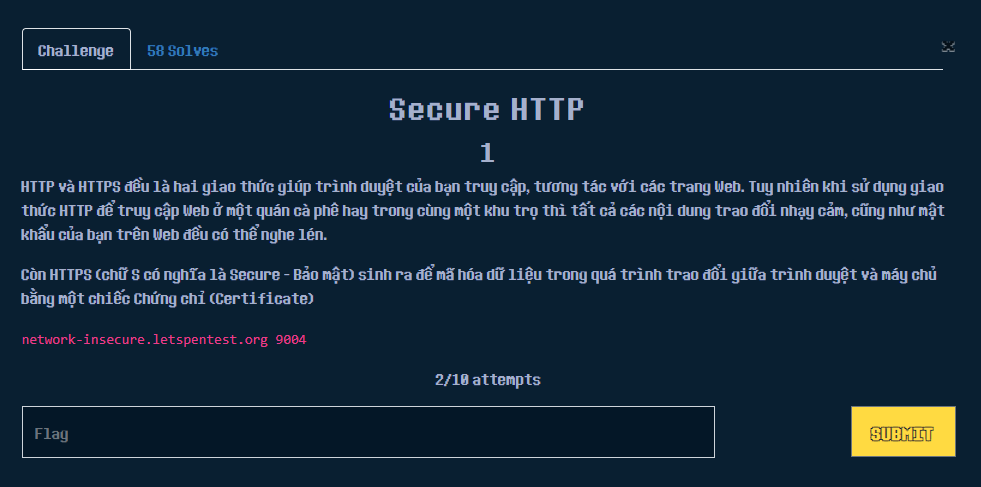 Challenge
58 Solves
Secure HTTP
1
HTTP và HTTPS đều là hai giao thức giúp trình duyệt của bạn truy cập, tương tác với các trang Web. Tuy nhiên khi sử dụng giao
thức HTTP để truy cập Web ở một quán cà phê hay trong cùng một khu trọ thì tất cả các nội dung trao đổi nhạy cảm, cũng như mật
khẩu của bạn trên Web đều có thể nghe lén.
Còn HTTPS (chữ S có nghĩa là Secure - Bảo mật) sinh ra để mã hóa dữ liệu trong quá trình trao đổi giữa trình duyệt và máy chủ
bằng một chiếc Chứng chỉ (Certificate)
network-insecure.letspentest.org 9004
2/10 attempts
Flag
SUBMIT